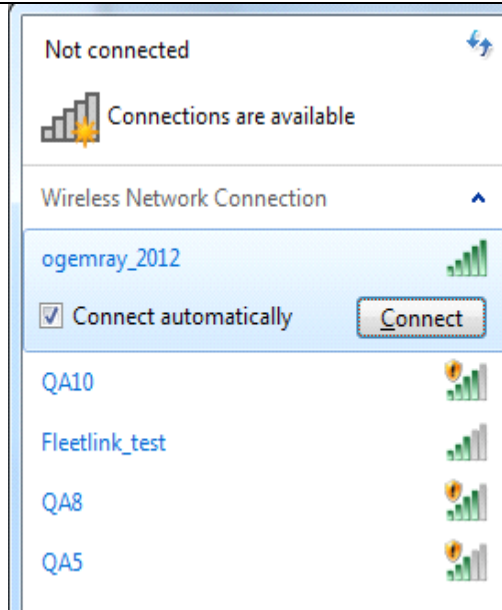 Not connected
Connections are available
Wireless Network Connection
ogemray_2012
Connect automatically
Connect
QA10
Fleetlink_test
QA8
QA5